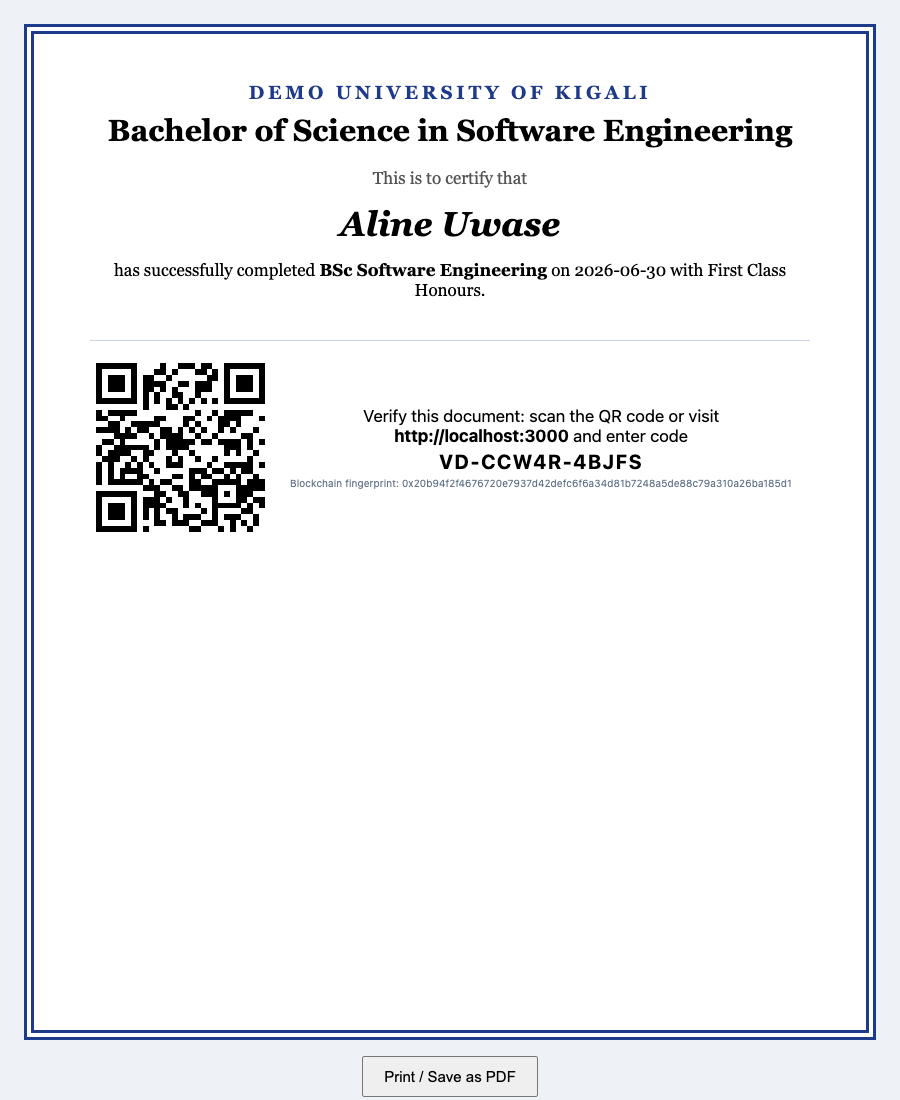 DEMO UNIVERSITY OF KIGALI
Bachelor of Science in Software Engineering
This is to certify that
Aline Uwase
has successfully completed BSc Software Engineering on 2026-06-30 with First Class
Honours.
Verify this document: scan the QR code or visit
http://localhost:3000 and enter code
VD-CCW4R-4BJFS
Blockchain fingerprint: 0x20b94f2f4676720e7937d42defc6f6a34d81b7248a5de88c79a310a26ba185d1
Print / Save as PDF